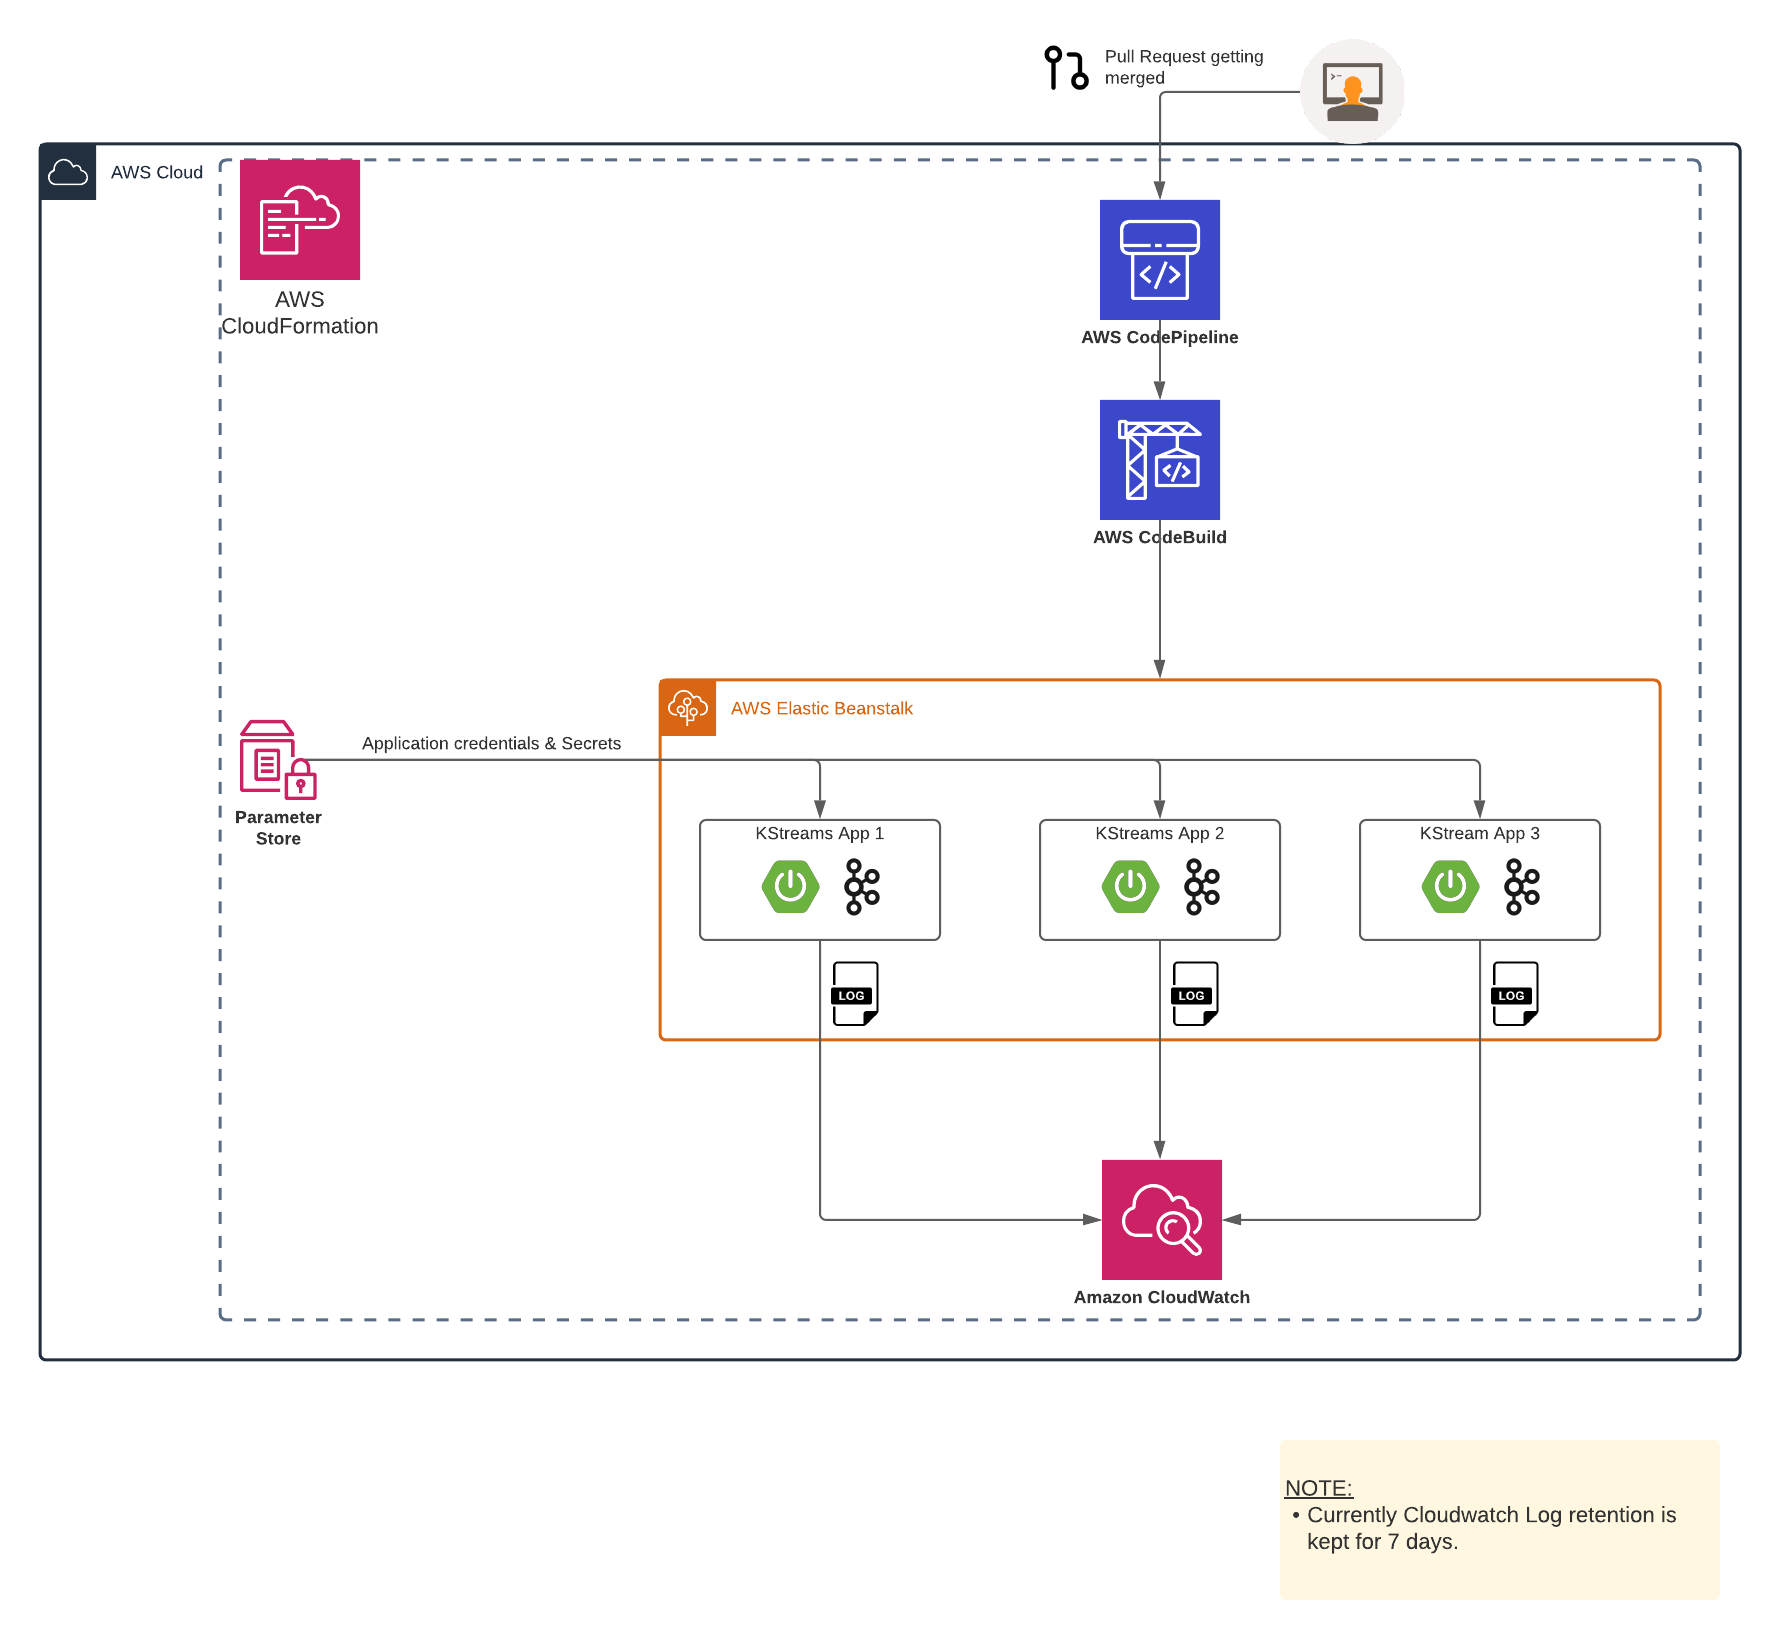 Pull Request getting
merged
AWS Cloud
AWS
CloudFormation
AWS CodePipeline
AWS CodeBuild
AWS Elastic Beanstalk
Application credentials & Secrets
Parameter
Store
KStreams App 1
KStreams App 2
KStream App 3
LOG
LOG
LOG
Amazon CloudWatch
NOTE:
• Currently Cloudwatch Log retention is
kept for 7 days.